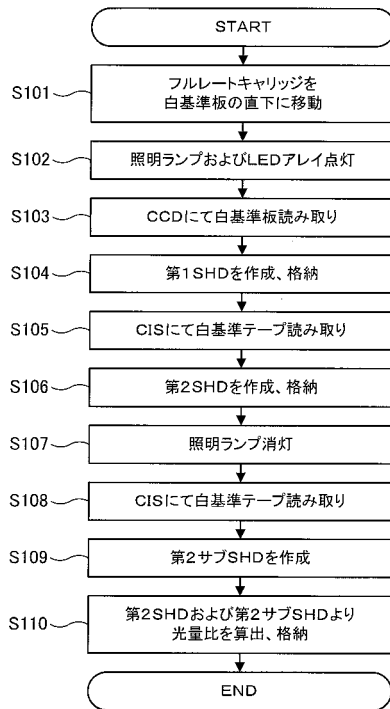 START
S101
フルレートキャリッジを
白基準板の直下に移動
S102
照明ランプおよびLEDアレイ点灯
S103
CCDにて白基準板読み取り
S104
第1SHDを作成、格納
S105
CISにて白基準テープ読み取り
S106
第2SHDを作成、格納
S107
照明ランプ消灯
S108
CISにて白基準テープ読み取り
S109
第2サブSHDを作成
S110
第2SHDおよび第2サブSHDより
光量比を算出、格納
END